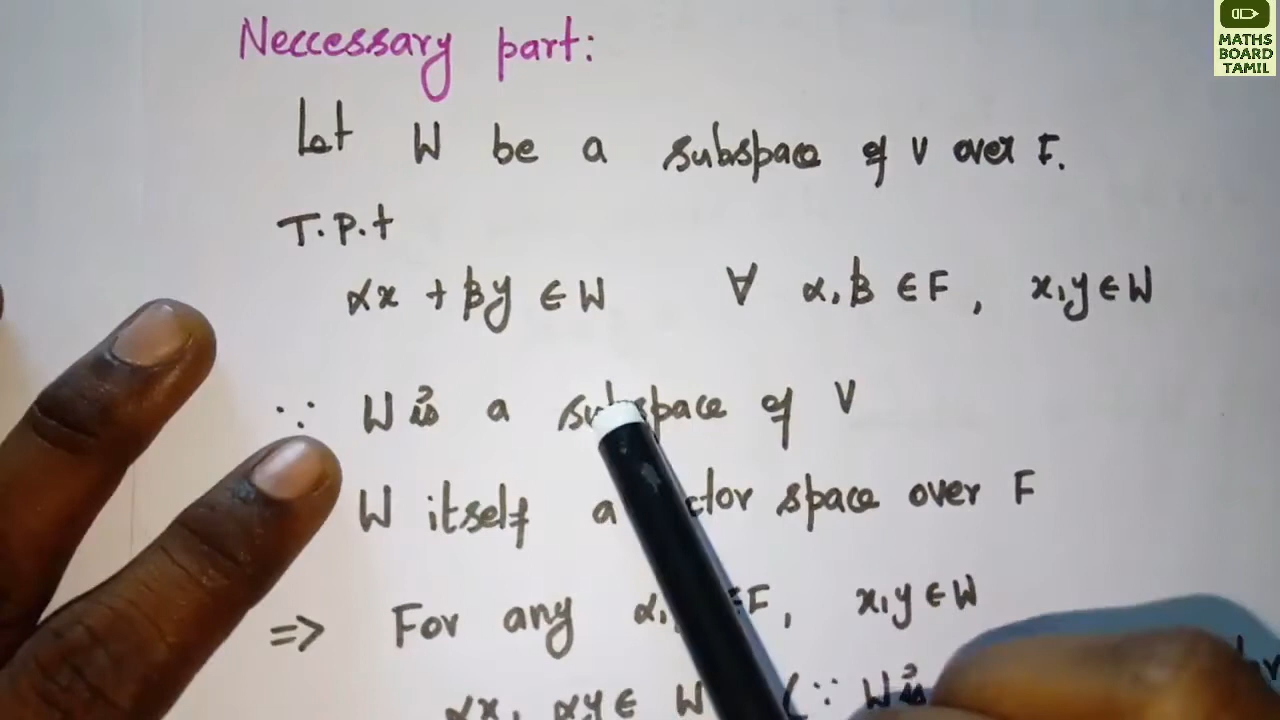 MATHS
BOARD
TAMIL
Neccessary part:
Let W be a subspace of V over F.
T.P.t
αx + βy ∈ W ∀ α, β ∈ F, x, y ∈ W
∵ W is a subspace of V
W itself a space over F
=> For any α, F, x, y ∈ W
αx, αy ∈ W (∵ W is